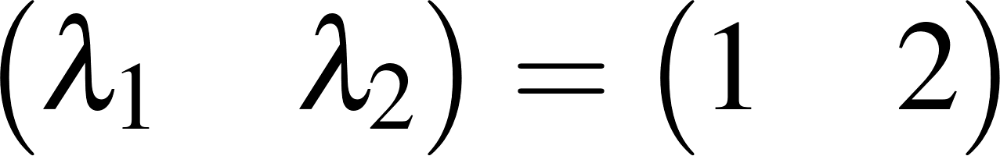 (λ₁ λ₂) = (1 2)